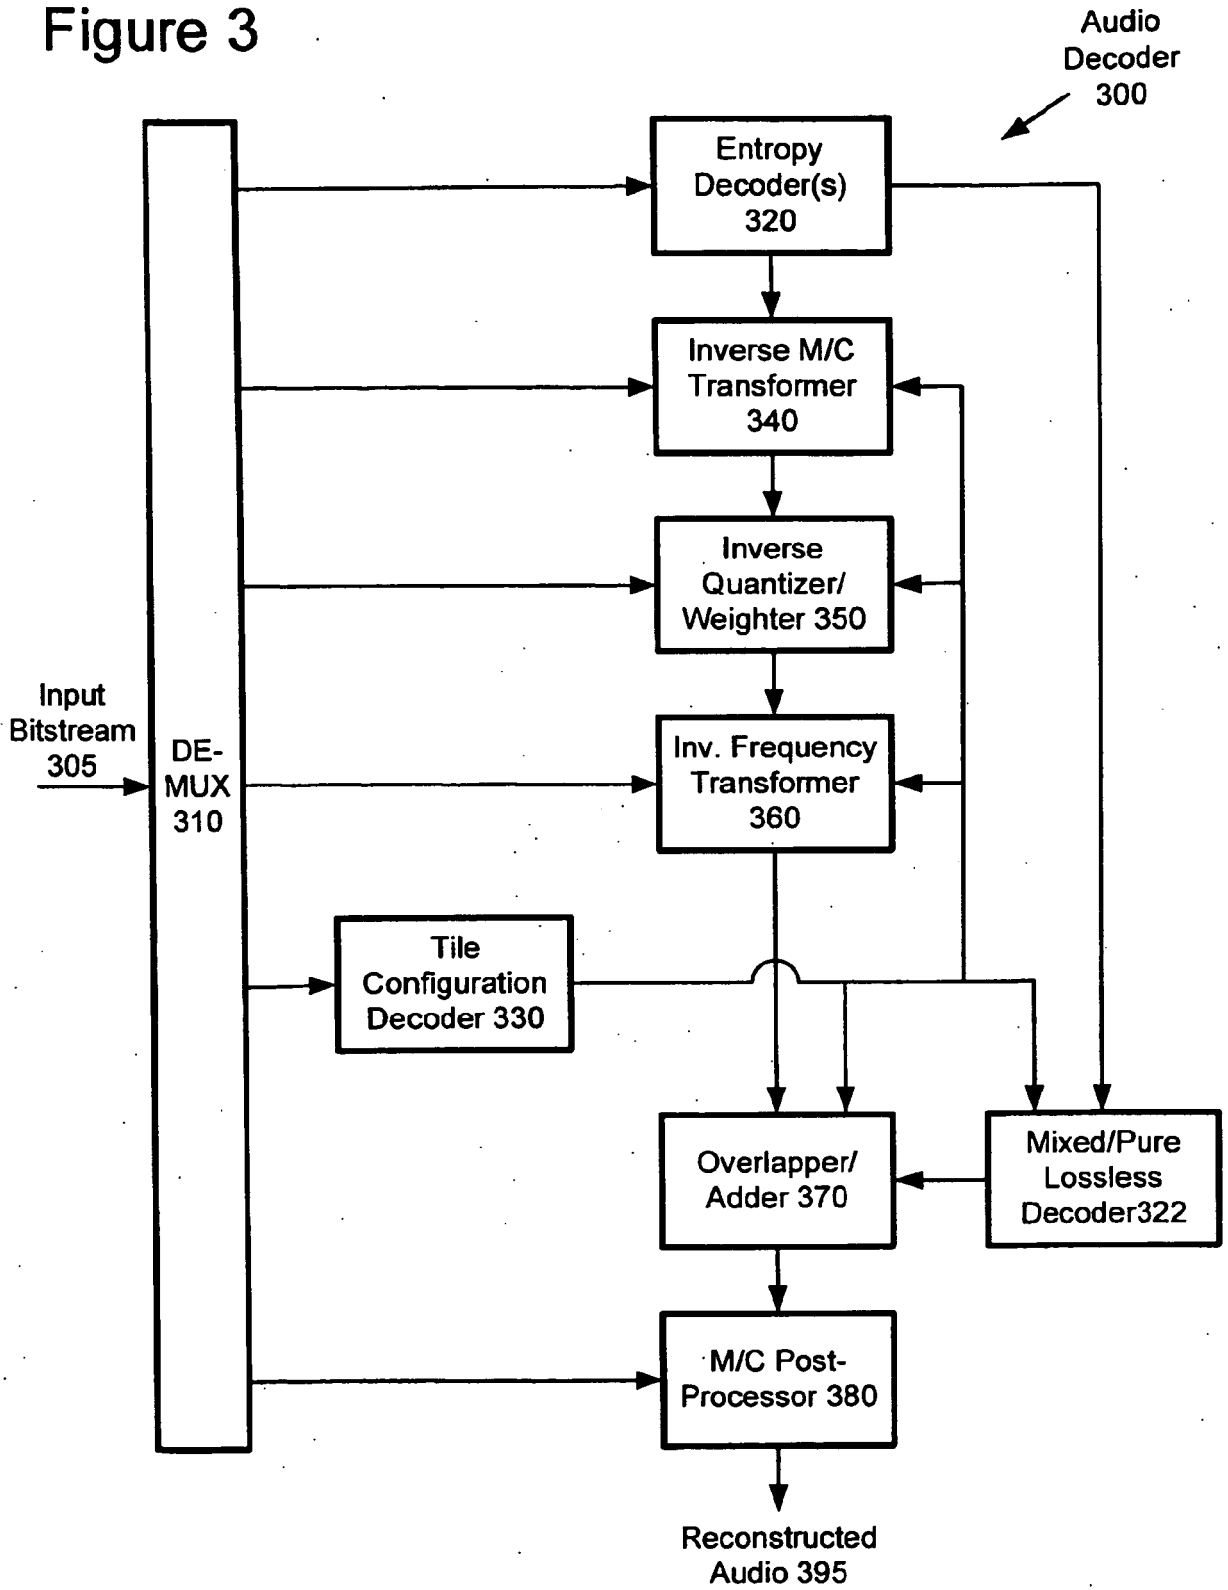 Figure 3
Audio
Decoder
300
Entropy
Decoder(s)
320
Inverse M/C
Transformer
340
Inverse
Quantizer/
Weighter 350
Input
Bitstream
305
DE-
MUX
310
Inv. Frequency
Transformer
360
Tile
Configuration
Decoder 330
Overlapper/
Adder 370
Mixed/Pure
Lossless
Decoder322
M/C Post-
Processor 380
Reconstructed
Audio 395